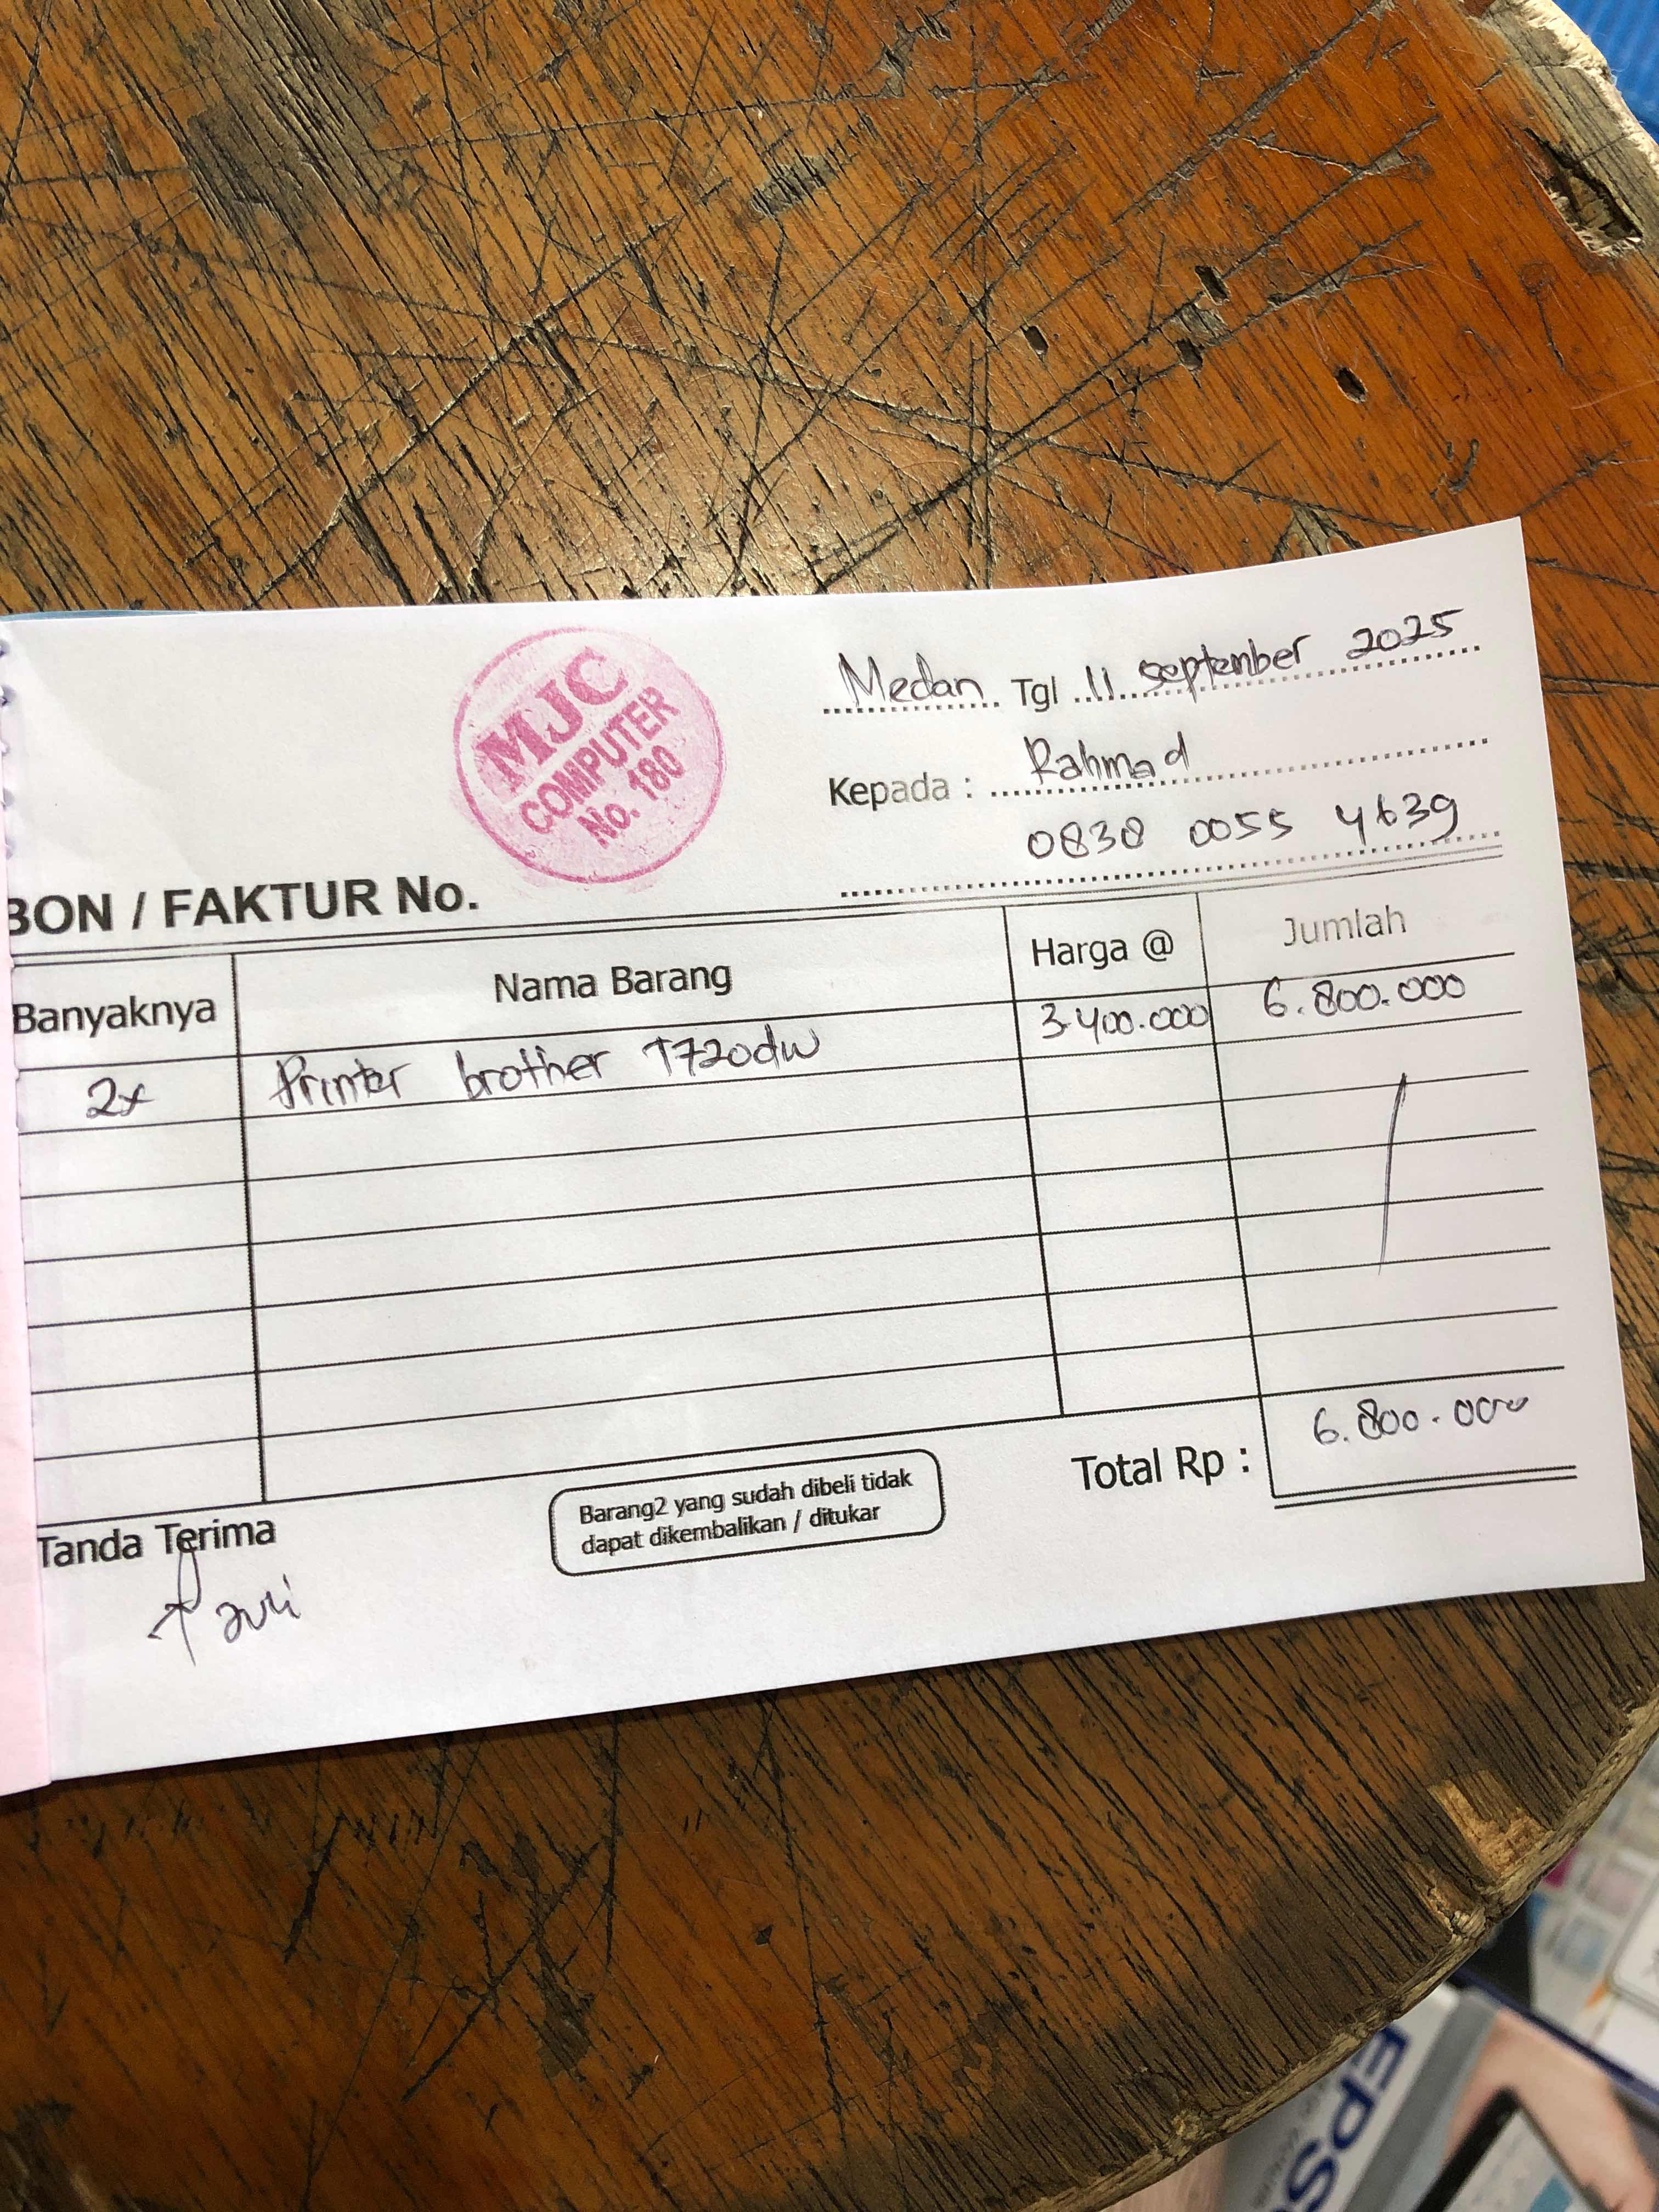 MJC
COMPUTER
No. 180
Medan Tgl 11 september 2025
Kepada : Rahmad
0838 0055 4639
BON / FAKTUR No.
Banyaknya Nama Barang Harga @ Jumlah
2x Printer brother T720dw 3.400.000 6.800.000
Total Rp : 6.800.000
Tanda Terima
Barang2 yang sudah dibeli tidak
dapat dikembalikan / ditukar
EPS